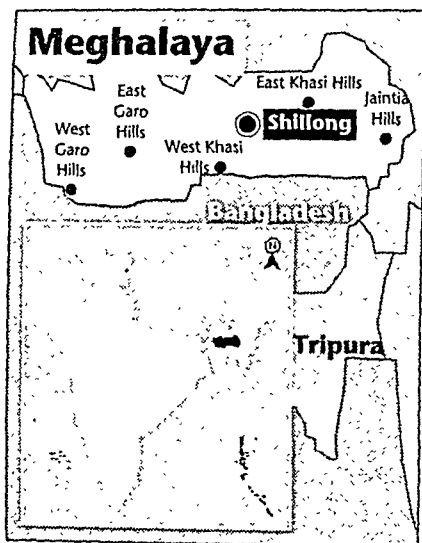 Meghalaya
East Khasi Hills
East
Garo
Hills
Jaintia
Hills
Shillong
West
Garo
Hills
West Khasi
Hills
Bangladesh
N
Tripura